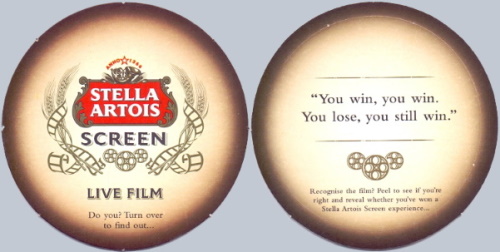 ANNO 1366
STELLA
ARTOIS
SCREEN
LIVE FILM
Do you? Turn over
to find out...
“You win, you win.
You lose, you still win.”
Recognise the film? Peel to see if you're
right and reveal whether you've won a
Stella Artois Screen experience...